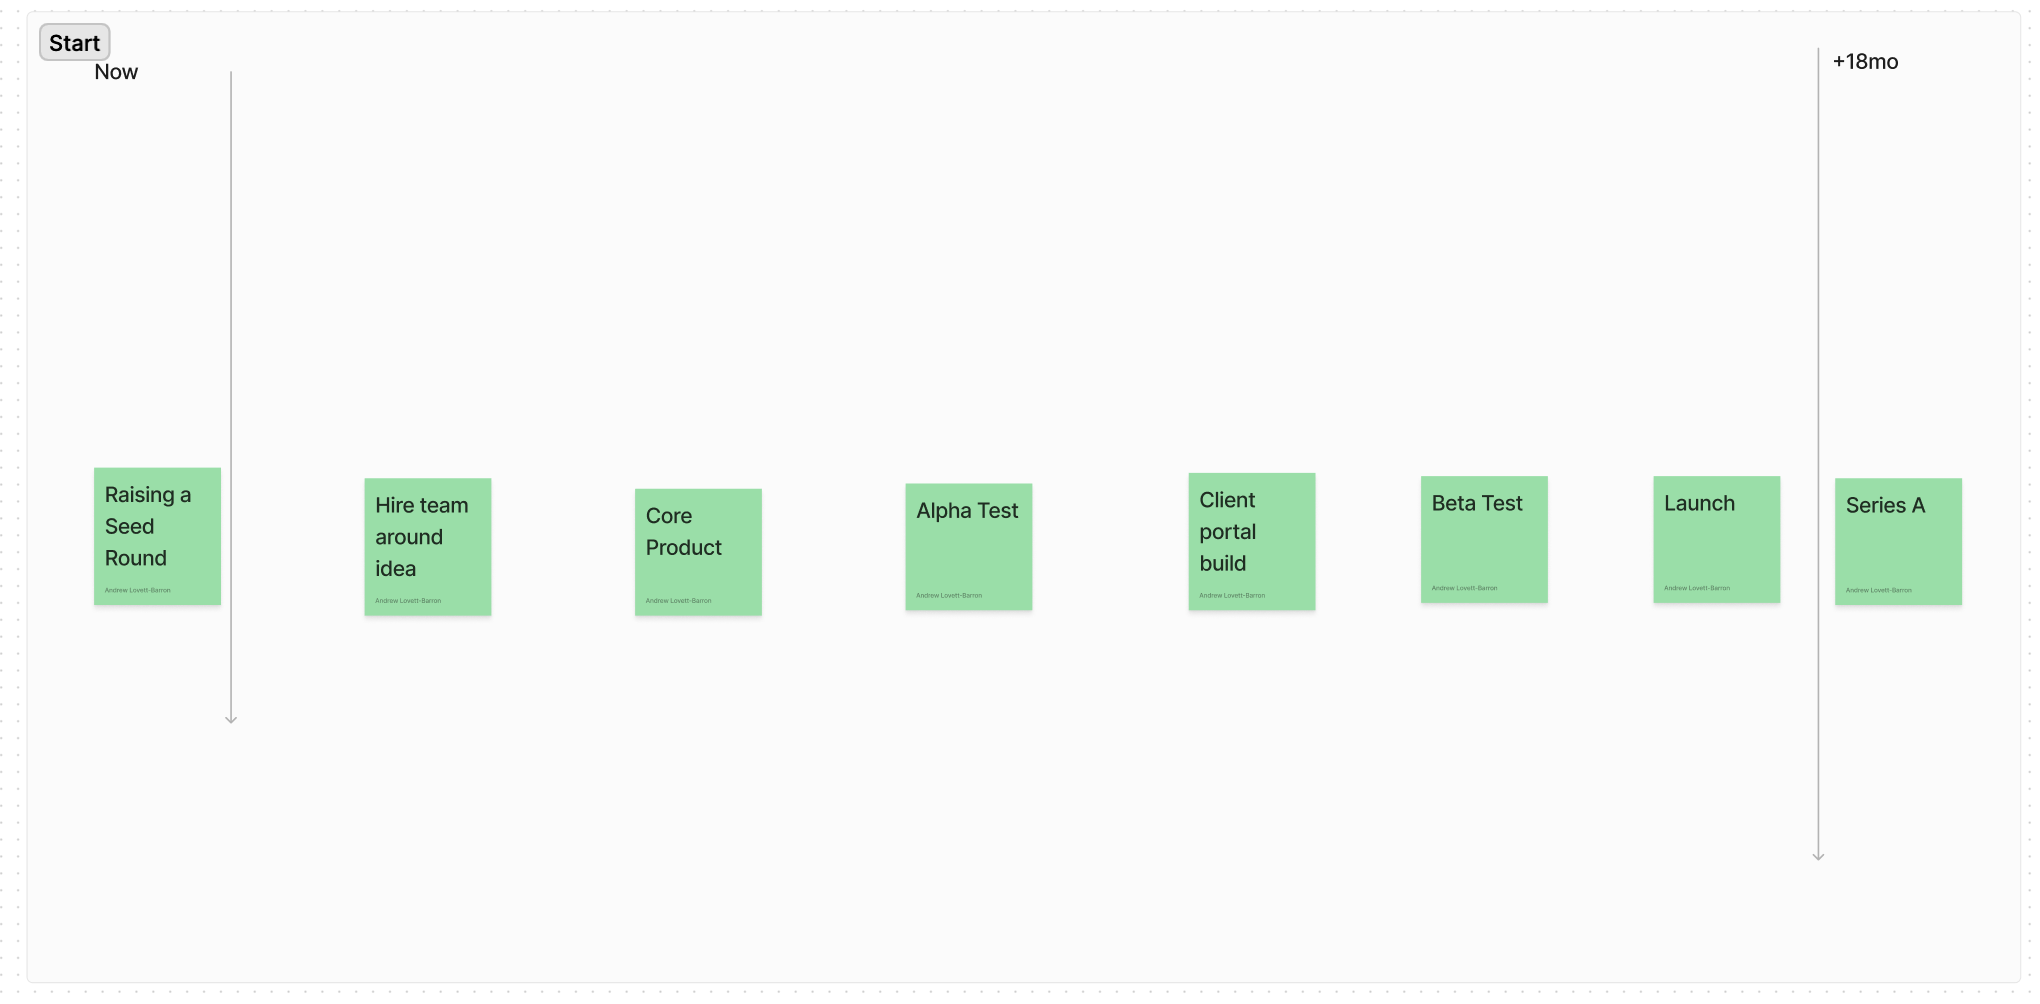 Start
Now
+18mo
Raising a
Seed
Round
Andrew Lovett-Barron
Hire team
around
idea
Andrew Lovett-Barron
Core
Product
Andrew Lovett-Barron
Alpha Test
Andrew Lovett-Barron
Client
portal
build
Andrew Lovett-Barron
Beta Test
Andrew Lovett-Barron
Launch
Andrew Lovett-Barron
Series A
Andrew Lovett-Barron